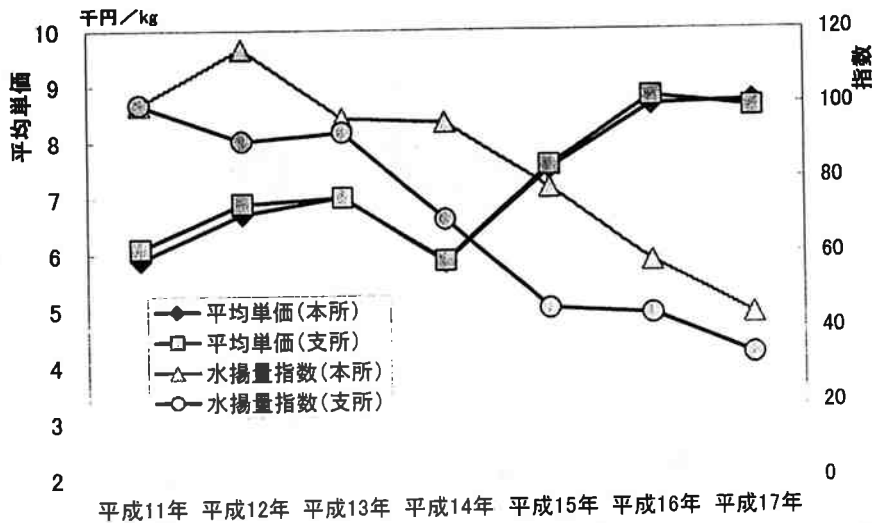 千円/kg
平均単価
10
9
8
7
6
5
4
3
2
指数
120
100
80
60
40
20
0
平均単価(本所)
平均単価(支所)
水揚量指数(本所)
水揚量指数(支所)
平成11年 平成12年 平成13年 平成14年 平成15年 平成16年 平成17年